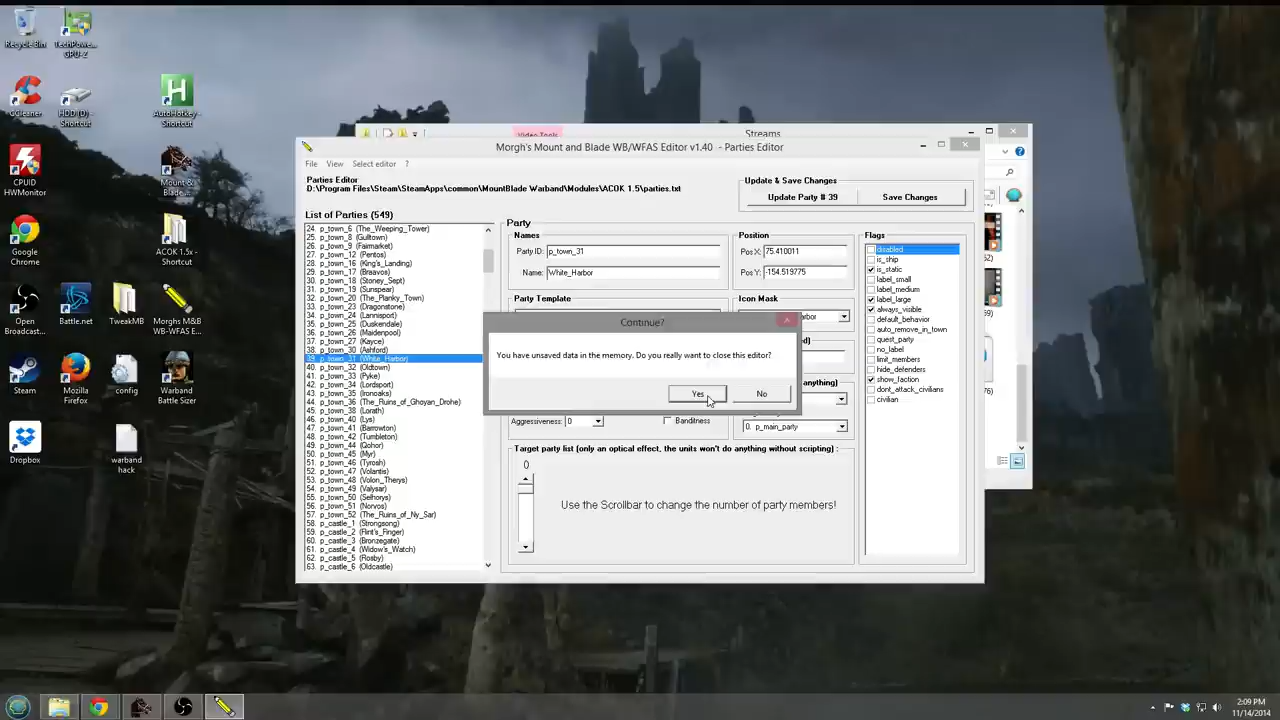 Recycle Bin
TechPowe...
GPU-Z
CCleaner
HDD (D) -
Shortcut
AutoHotkey -
Shortcut
CPUID
HWMonitor
Mount &
Blade ...
Google
Chrome
ACOK 1.5x -
Shortcut
Open
Broadcast...
Battle.net
TweakMB
Morghs M&B
WB-WFAS E...
Steam
Mozilla
Firefox
config
Warband
Battle Sizer
Dropbox
warband
hack
Video Tools
Streams
Morgh's Mount and Blade WB/WFAS Editor v1.40 - Parties Editor
File View Select editor ?
Parties Editor
D:\Program Files\Steam\SteamApps\common\MountBlade Warband\Modules\ACOK 1.5\parties.txt
Update & Save Changes
Update Party # 39
Save Changes
List of Parties (549)
24. p_town_6 (The_Weeping_Tower)
25. p_town_8 (Gulltown)
26. p_town_9 (Fairmarket)
27. p_town_12 (Pentos)
28. p_town_16 (King's_Landing)
29. p_town_17 (Braavos)
30. p_town_18 (Stoney_Sept)
31. p_town_19 (Sunspear)
32. p_town_20 (The_Planky_Town)
33. p_town_23 (Dragonstone)
34. p_town_24 (Lannisport)
35. p_town_25 (Duskendale)
36. p_town_26 (Maidenpool)
37. p_town_27 (Kayce)
38. p_town_30 (Ashford)
39. p_town_31 (White_Harbor)
40. p_town_32 (Oldtown)
41. p_town_33 (Pyke)
42. p_town_34 (Lordsport)
43. p_town_35 (Ironoaks)
44. p_town_36 (The_Ruins_of_Ghoyan_Drohe)
45. p_town_38 (Lorath)
46. p_town_40 (Lys)
47. p_town_41 (Barrowton)
48. p_town_42 (Tumbleton)
49. p_town_44 (Qohor)
50. p_town_45 (Myr)
51. p_town_46 (Tyrosh)
52. p_town_47 (Volantis)
53. p_town_48 (Volon_Therys)
54. p_town_49 (Valysar)
55. p_town_50 (Selhorys)
56. p_town_51 (Norvos)
57. p_town_52 (The_Ruins_of_Ny_Sar)
58. p_castle_1 (Strongsong)
59. p_castle_2 (Flint's_Finger)
60. p_castle_3 (Bronzegate)
61. p_castle_4 (Widow's_Watch)
62. p_castle_5 (Rosby)
63. p_castle_6 (Oldcastle)
Party
Names
Party ID: p_town_31
Name: White_Harbor
Position
Pos X: 75.410011
Pos Y: -154.519775
Party Template
Icon Mask
Flags
disabled
is_ship
is_static
label_small
label_medium
label_large
always_visible
default_behavior
auto_remove_in_town
quest_party
no_label
limit_members
hide_defenders
show_faction
dont_attack_civilians
civilian
Continue?
You have unsaved data in the memory. Do you really want to close this editor?
Yes
No
Aggressiveness: 0
Banditness
0. p_main_party
Target party list (only an optical effect, the units won't do anything without scripting) :
0
Use the Scrollbar to change the number of party members!
2:09 PM
11/14/2014